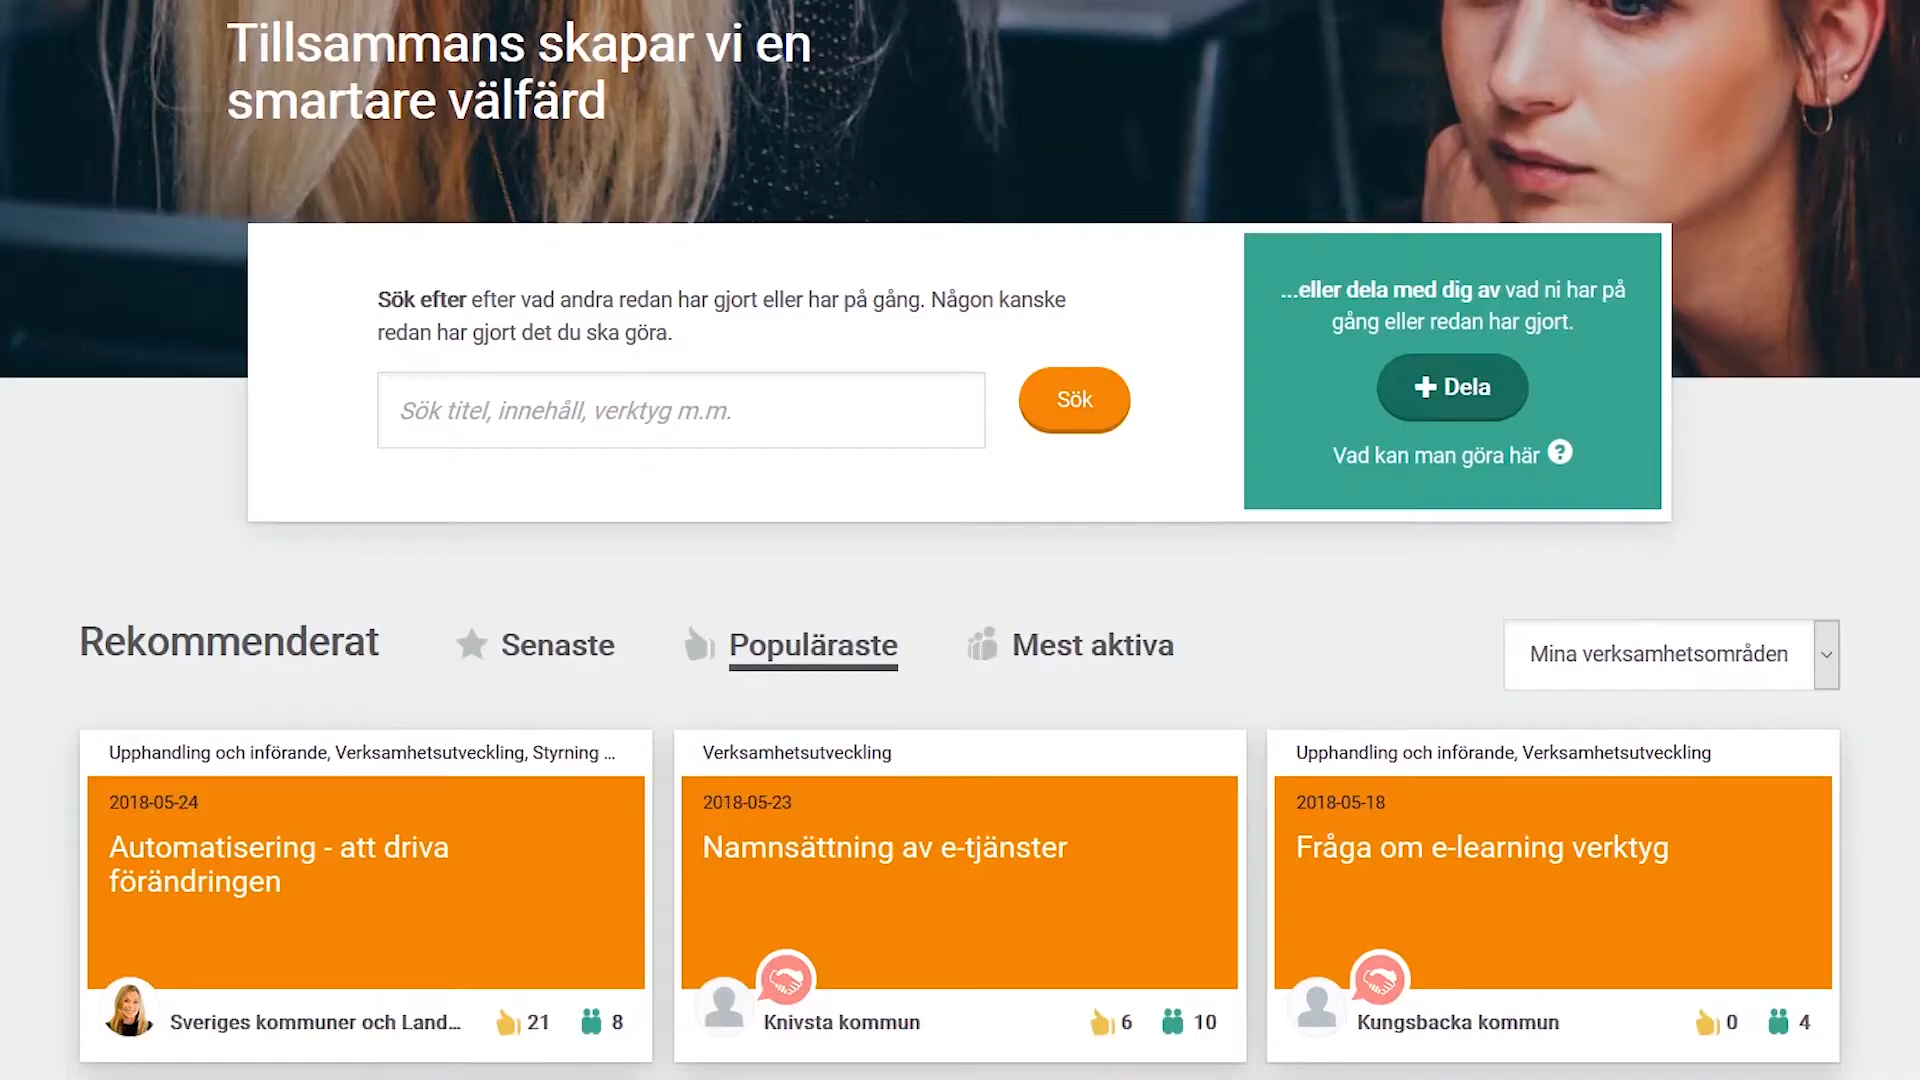 Tillsammans skapar vi en
smartare välfärd
Sök efter efter vad andra redan har gjort eller har på gång. Någon kanske
redan har gjort det du ska göra.
Sök titel, innehåll, verktyg m.m.
Sök
...eller dela med dig av vad ni har på
gång eller redan har gjort.
Dela
Vad kan man göra här ?
Rekommenderat
Senaste
Populäraste
Mest aktiva
Mina verksamhetsområden
Upphandling och införande, Verksamhetsutveckling, Styrning ...
2018-05-24
Automatisering - att driva
förändringen
Sveriges kommuner och Land... 21 8
Verksamhetsutveckling
2018-05-23
Namnsättning av e-tjänster
Knivsta kommun 6 10
Upphandling och införande, Verksamhetsutveckling
2018-05-18
Fråga om e-learning verktyg
Kungsbacka kommun 0 4